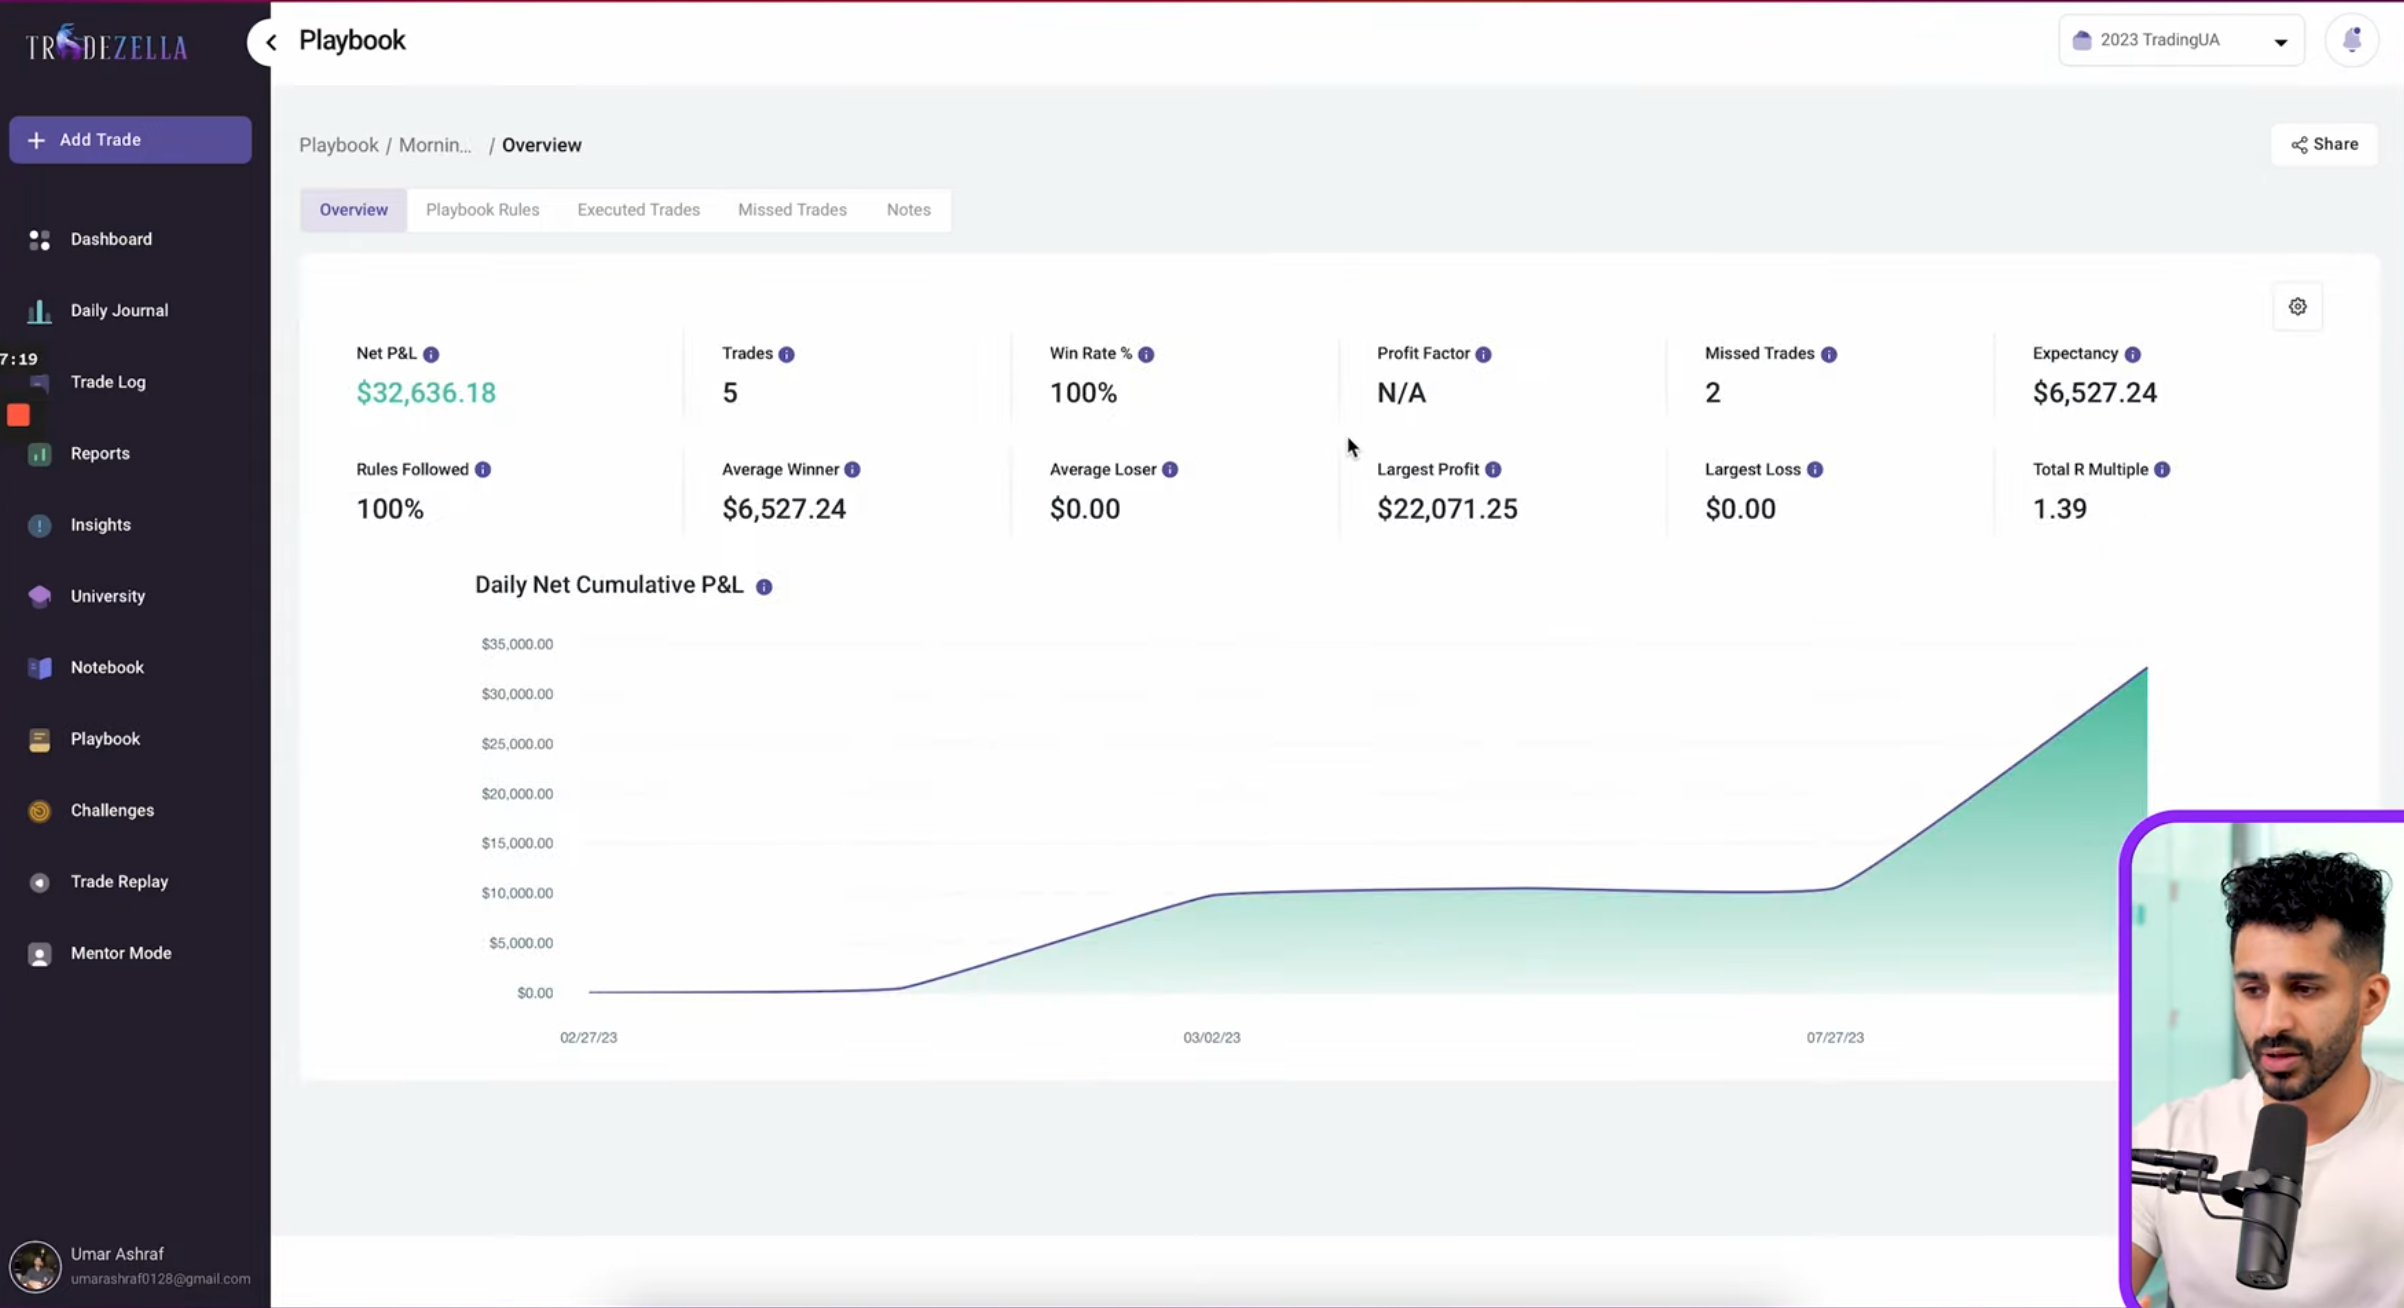 TRADEZELLA
Playbook
2023 TradingUA
Add Trade
Playbook / Mornin... / Overview
Share
Overview
Playbook Rules
Executed Trades
Missed Trades
Notes
Dashboard
Daily Journal
7:19
Trade Log
Reports
Insights
University
Notebook
Playbook
Challenges
Trade Replay
Mentor Mode
Net P&L
$32,636.18
Trades
5
Win Rate %
100%
Profit Factor
N/A
Missed Trades
2
Expectancy
$6,527.24
Rules Followed
100%
Average Winner
$6,527.24
Average Loser
$0.00
Largest Profit
$22,071.25
Largest Loss
$0.00
Total R Multiple
1.39
Daily Net Cumulative P&L
$35,000.00
$30,000.00
$25,000.00
$20,000.00
$15,000.00
$10,000.00
$5,000.00
$0.00
02/27/23
03/02/23
07/27/23
Umar Ashraf
umarashraf0128@gmail.com